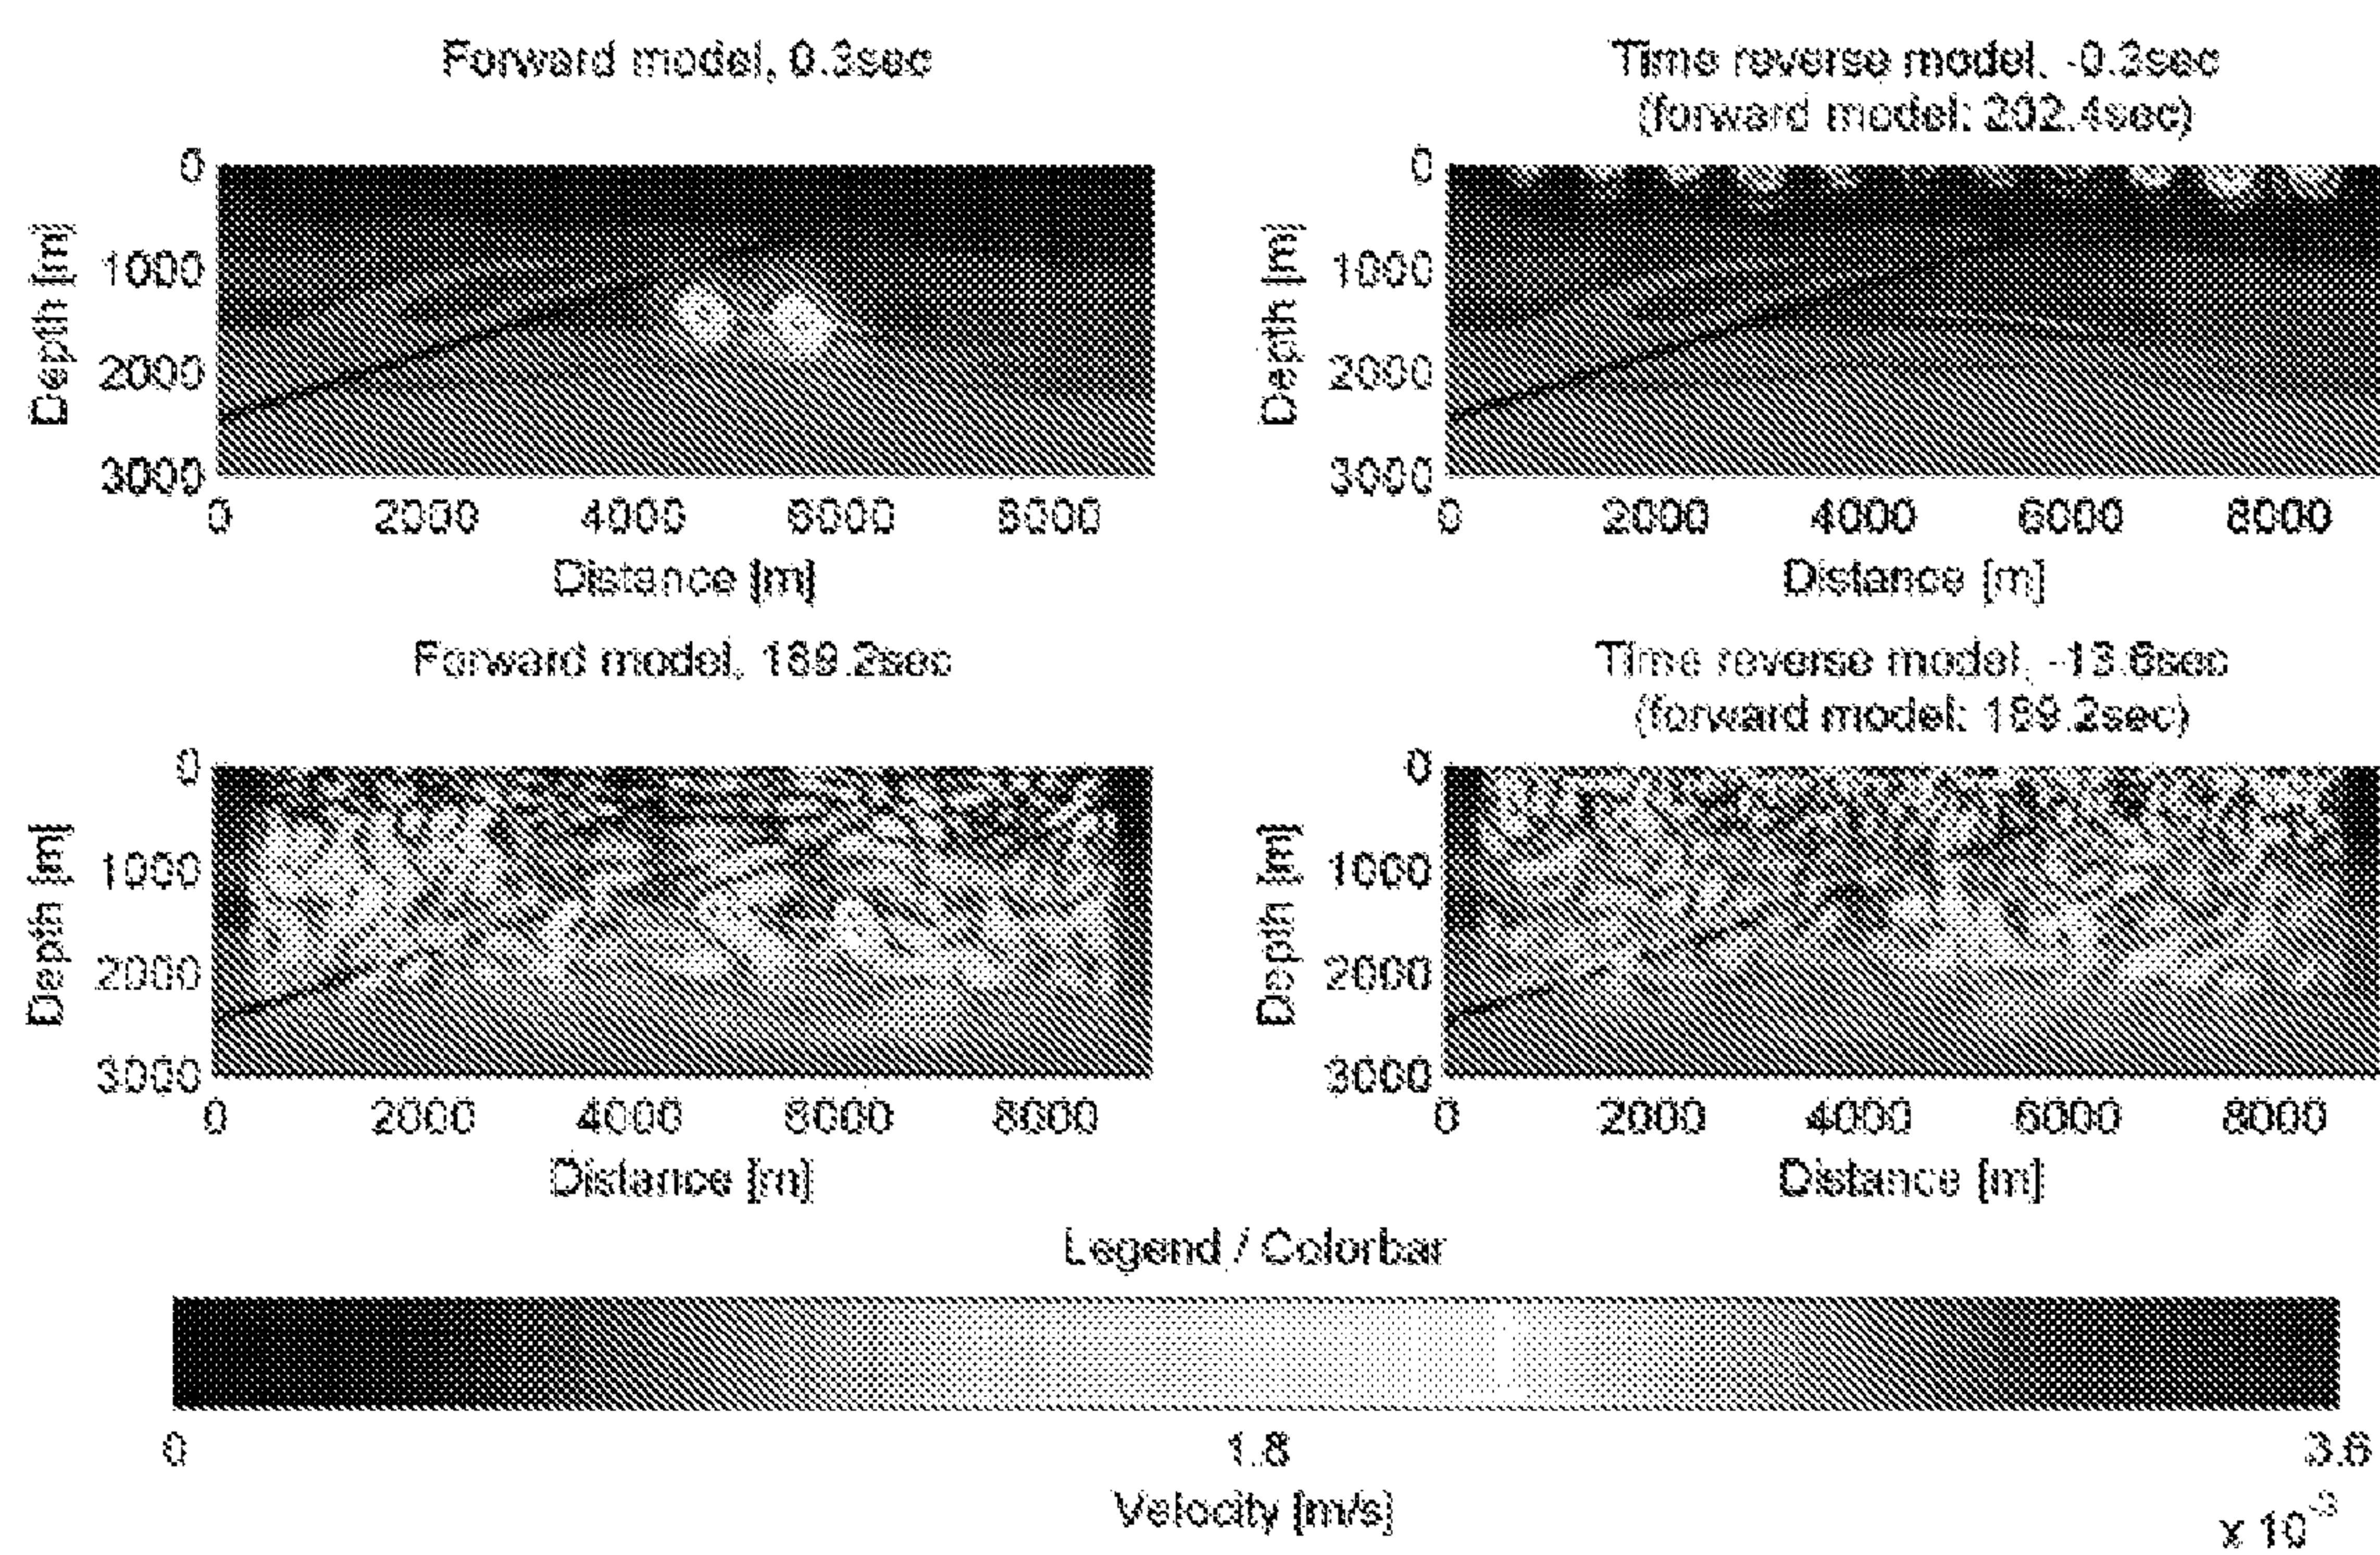 Forward model, 0.3sec
0
1000
2000
3000
Depth [m]
0 2000 4000 6000 8000
Distance [m]
Time reverse model, -0.3sec
(forward model: 202.4sec)
0
1000
2000
3000
Depth [m]
0 2000 4000 6000 8000
Distance [m]
Forward model, 189.2sec
0
1000
2000
3000
Depth [m]
0 2000 4000 6000 8000
Distance [m]
Time reverse model, -13.6sec
(forward model: 189.2sec)
0
1000
2000
3000
Depth [m]
0 2000 4000 6000 8000
Distance [m]
Legend / Colorbar
0 1.8 3.6
Velocity [m/s]
x 10